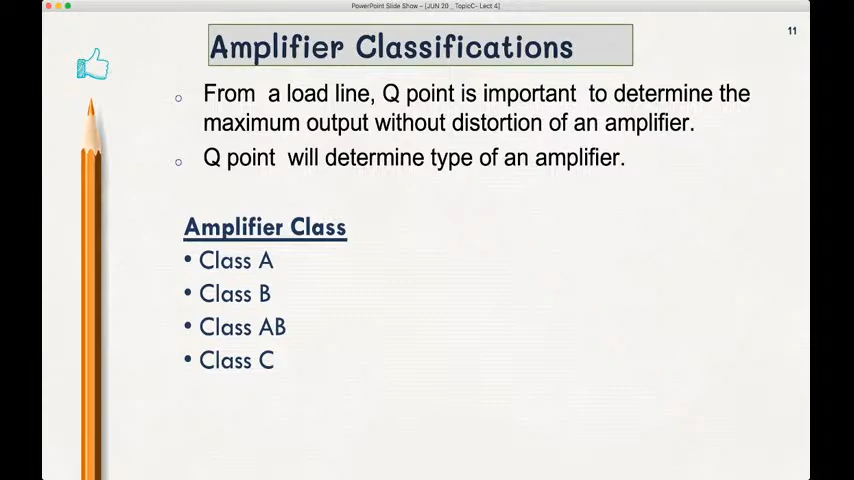 PowerPoint Slide Show - [JUN 20 _ TopicC- Lect 4]
11
Amplifier Classifications
From a load line, Q point is important to determine the
maximum output without distortion of an amplifier.
Q point will determine type of an amplifier.
Amplifier Class
• Class A
• Class B
• Class AB
• Class C